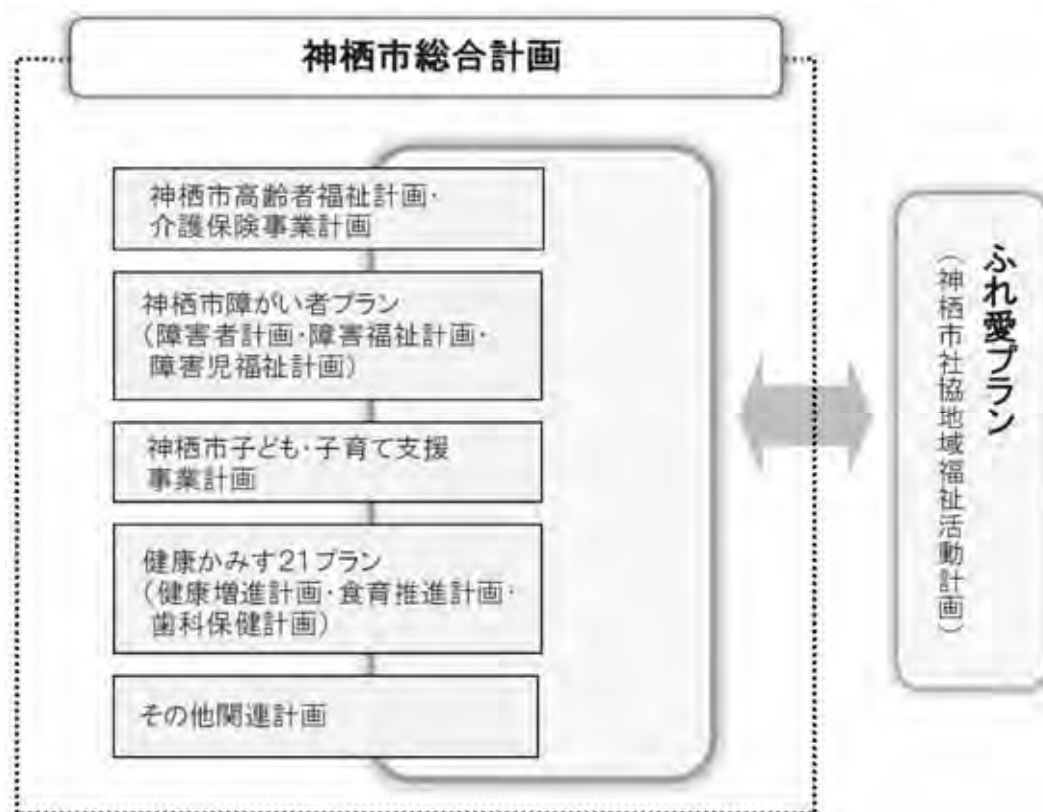 神栖市総合計画
神栖市高齢者福祉計画・
介護保険事業計画
神栖市障がい者プラン
（障害者計画・障害福祉計画・
障害児福祉計画）
神栖市子ども・子育て支援
事業計画
健康かみす21プラン
（健康増進計画・食育推進計画・
歯科保健計画）
その他関連計画
ふれ愛プラン
（神栖市社協地域福祉活動計画）